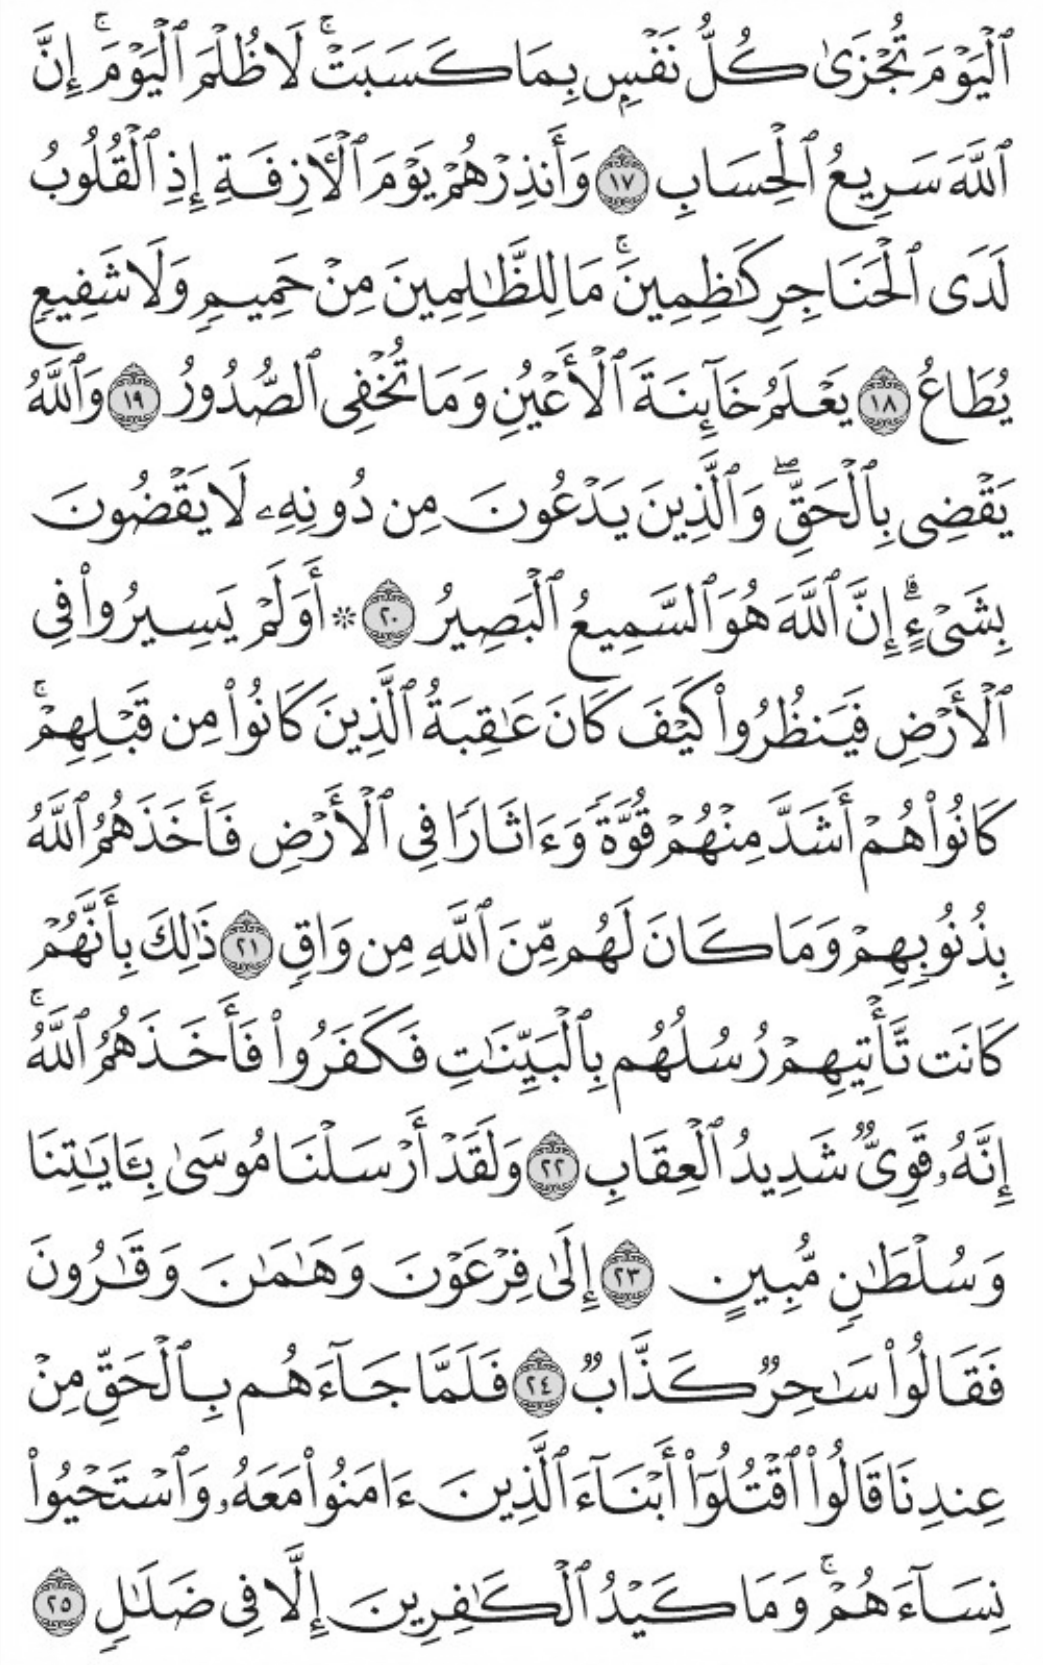 ٱلۡيَوۡمَ تُجۡزَىٰ كُلُّ نَفۡسِۭ بِمَا كَسَبَتۡۚ لَا ظُلۡمَ ٱلۡيَوۡمَۚ إِنَّ
ٱللَّهَ سَرِيعُ ٱلۡحِسَابِ ١٧ وَأَنذِرۡهُمۡ يَوۡمَ ٱلۡأٓزِفَةِ إِذِ ٱلۡقُلُوبُ
لَدَى ٱلۡحَنَاجِرِ كَٰظِمِينَۚ مَا لِلظَّٰلِمِينَ مِنۡ حَمِيمٖ وَلَا شَفِيعٖ
يُطَاعُ ١٨ يَعۡلَمُ خَآئِنَةَ ٱلۡأَعۡيُنِ وَمَا تُخۡفِي ٱلصُّدُورُ ١٩ وَٱللَّهُ
يَقۡضِي بِٱلۡحَقِّۖ وَٱلَّذِينَ يَدۡعُونَ مِن دُونِهِۦ لَا يَقۡضُونَ
بِشَيۡءٍۗ إِنَّ ٱللَّهَ هُوَ ٱلسَّمِيعُ ٱلۡبَصِيرُ ٢٠ ۞ أَوَلَمۡ يَسِيرُواْ فِي
ٱلۡأَرۡضِ فَيَنظُرُواْ كَيۡفَ كَانَ عَٰقِبَةُ ٱلَّذِينَ كَانُواْ مِن قَبۡلِهِمۡۚ
كَانُواْ هُمۡ أَشَدَّ مِنۡهُمۡ قُوَّةٗ وَءَاثَارٗا فِي ٱلۡأَرۡضِ فَأَخَذَهُمُ ٱللَّهُ
بِذُنُوبِهِمۡ وَمَا كَانَ لَهُم مِّنَ ٱللَّهِ مِن وَاقٖ ٢١ ذَٰلِكَ بِأَنَّهُمۡ
كَانَت تَّأۡتِيهِمۡ رُسُلُهُم بِٱلۡبَيِّنَٰتِ فَكَفَرُواْ فَأَخَذَهُمُ ٱللَّهُۚ
إِنَّهُۥ قَوِيّٞ شَدِيدُ ٱلۡعِقَابِ ٢٢ وَلَقَدۡ أَرۡسَلۡنَا مُوسَىٰ بِـَٔايَٰتِنَا
وَسُلۡطَٰنٖ مُّبِينٍ ٢٣ إِلَىٰ فِرۡعَوۡنَ وَهَٰمَٰنَ وَقَٰرُونَ
فَقَالُواْ سَٰحِرٞ كَذَّابٞ ٢٤ فَلَمَّا جَآءَهُم بِٱلۡحَقِّ مِنۡ
عِندِنَا قَالُواْ ٱقۡتُلُوٓاْ أَبۡنَآءَ ٱلَّذِينَ ءَامَنُواْ مَعَهُۥ وَٱسۡتَحۡيُواْ
نِسَآءَهُمۡۚ وَمَا كَيۡدُ ٱلۡكَٰفِرِينَ إِلَّا فِي ضَلَٰلٖ ٢٥